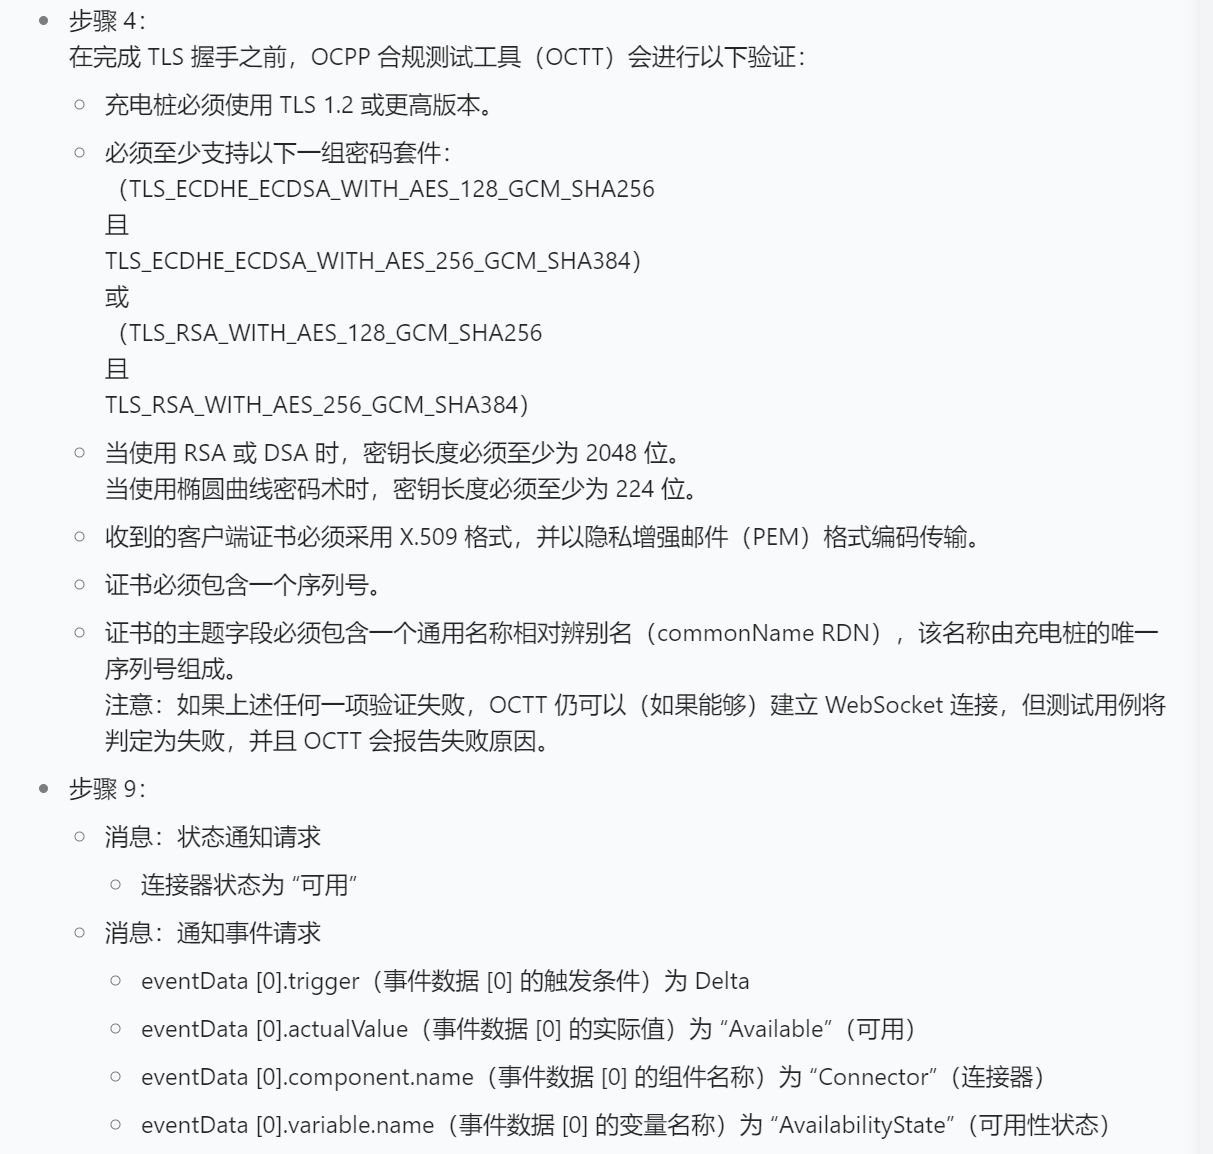 步骤 4：
在完成 TLS 握手之前，OCPP 合规测试工具（OCTT）会进行以下验证：
充电桩必须使用 TLS 1.2 或更高版本。
必须至少支持以下一组密码套件：
（TLS_ECDHE_ECDSA_WITH_AES_128_GCM_SHA256
且
TLS_ECDHE_ECDSA_WITH_AES_256_GCM_SHA384）
或
（TLS_RSA_WITH_AES_128_GCM_SHA256
且
TLS_RSA_WITH_AES_256_GCM_SHA384）
当使用 RSA 或 DSA 时，密钥长度必须至少为 2048 位。
当使用椭圆曲线密码术时，密钥长度必须至少为 224 位。
收到的客户端证书必须采用 X.509 格式，并以隐私增强邮件（PEM）格式编码传输。
证书必须包含一个序列号。
证书的主题字段必须包含一个通用名称相对辨别名（commonName RDN），该名称由充电桩的唯一
序列号组成。
注意：如果上述任何一项验证失败，OCTT 仍可以（如果能够）建立 WebSocket 连接，但测试用例将
判定为失败，并且 OCTT 会报告失败原因。
步骤 9：
消息：状态通知请求
连接器状态为 “可用”
消息：通知事件请求
eventData [0].trigger（事件数据 [0] 的触发条件）为 Delta
eventData [0].actualValue（事件数据 [0] 的实际值）为 “Available”（可用）
eventData [0].component.name（事件数据 [0] 的组件名称）为 “Connector”（连接器）
eventData [0].variable.name（事件数据 [0] 的变量名称）为 “AvailabilityState”（可用性状态）